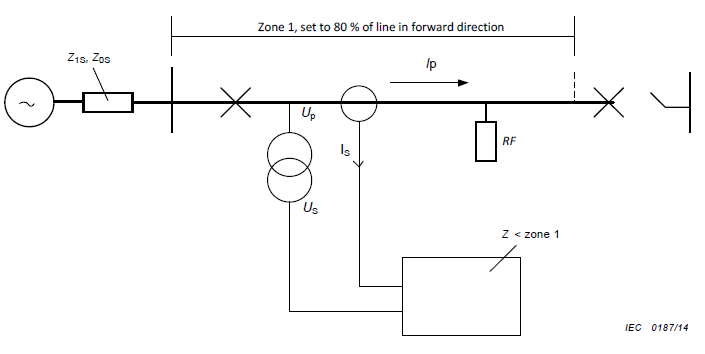 Zone 1, set to 80 % of line in forward direction
Z1S, Z0S
Ip
Up
Is
RF
Us
Z < zone 1
IEC 0187/14